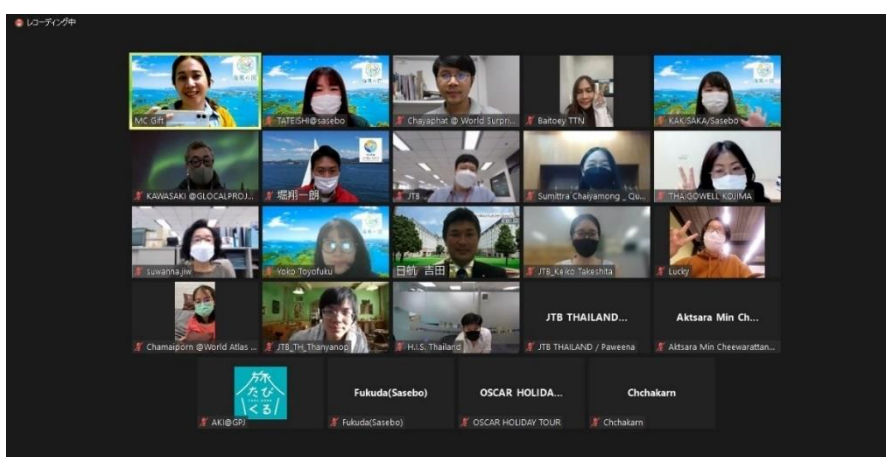 レコーディング中
MC Gift
TATEISHI@sasebo
Chayaphat @ World Surpri...
Baitoey TTN
KAKISAKA/Sasebo
KAWASAKI @GLOCALPROJ...
堀翔一朗
JTB
Sumittra Chaiyamong _ Qu...
THAIGOWELL KOJIMA
suwanna.jiw
Yoko Toyofuku
日航 吉田
JTB_Keiko Takeshita
Lucky
Chamaiporn @World Atlas ...
JTB_TH_Thanyanop
H.I.S. Thailand
JTB THAILAND...
JTB THAILAND / Paweena
Aktsara Min Ch...
Aktsara Min Cheewarattan...
旅
たび
くる
AKI@GPJ
Fukuda(Sasebo)
Fukuda(Sasebo)
OSCAR HOLIDA...
OSCAR HOLIDAY TOUR
Chchakarn
Chchakarn